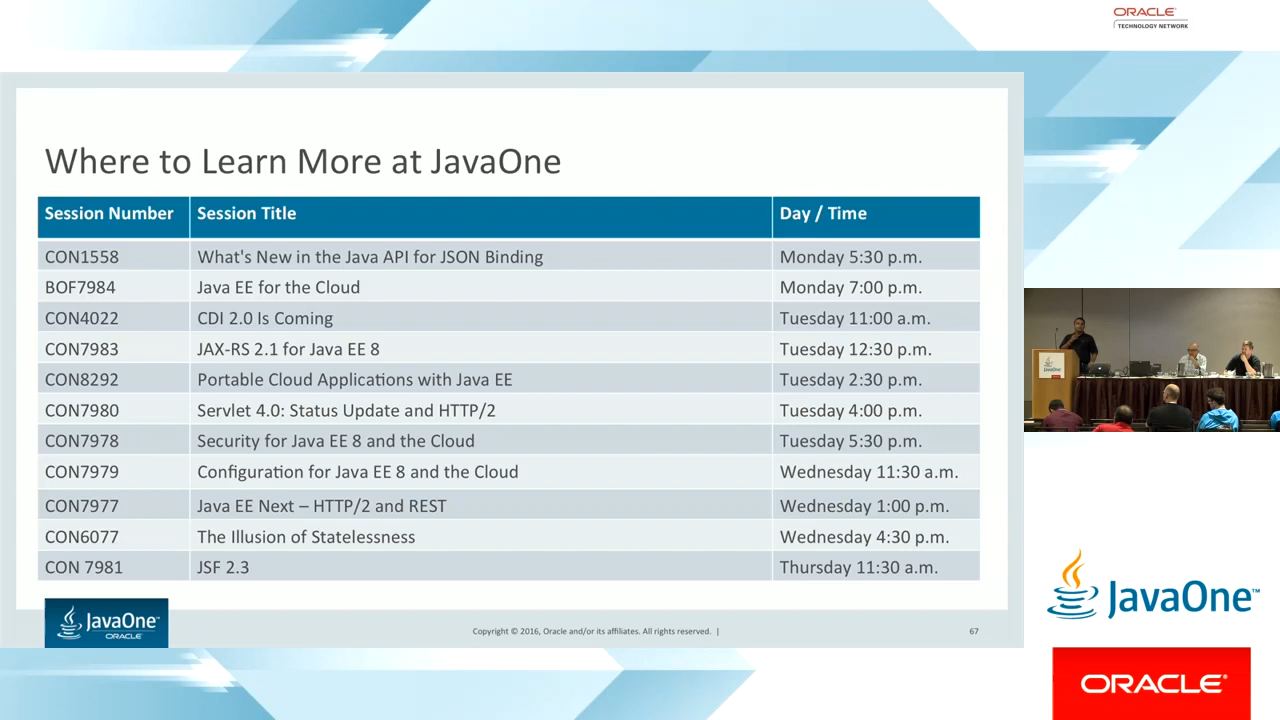 ORACLE
TECHNOLOGY NETWORK
Where to Learn More at JavaOne
Session Number Session Title Day / Time
CON1558 What's New in the Java API for JSON Binding Monday 5:30 p.m.
BOF7984 Java EE for the Cloud Monday 7:00 p.m.
CON4022 CDI 2.0 Is Coming Tuesday 11:00 a.m.
CON7983 JAX-RS 2.1 for Java EE 8 Tuesday 12:30 p.m.
CON8292 Portable Cloud Applications with Java EE Tuesday 2:30 p.m.
CON7980 Servlet 4.0: Status Update and HTTP/2 Tuesday 4:00 p.m.
CON7978 Security for Java EE 8 and the Cloud Tuesday 5:30 p.m.
CON7979 Configuration for Java EE 8 and the Cloud Wednesday 11:30 a.m.
CON7977 Java EE Next – HTTP/2 and REST Wednesday 1:00 p.m.
CON6077 The Illusion of Statelessness Wednesday 4:30 p.m.
CON 7981 JSF 2.3 Thursday 11:30 a.m.
JavaOne™
ORACLE
Copyright © 2016, Oracle and/or its affiliates. All rights reserved. |
67
JavaOne™
ORACLE®